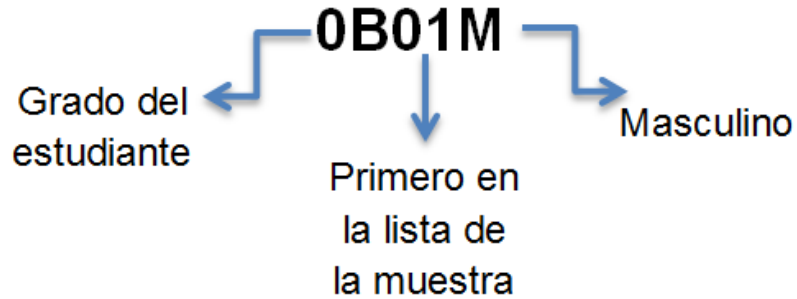 0B01M
Grado del
estudiante
Masculino
Primero en
la lista de
la muestra